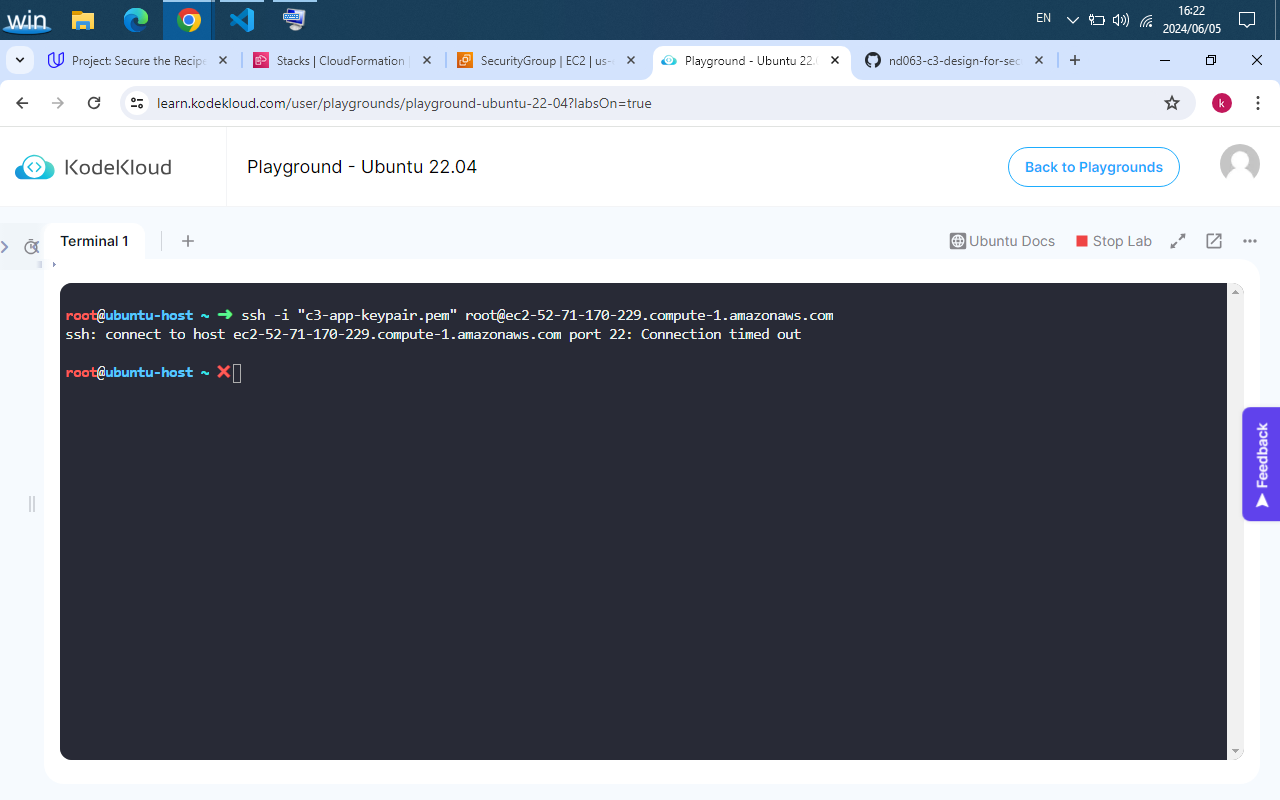 win
EN
16:22
2024/06/05
Project: Secure the Recipe
Stacks | CloudFormation
SecurityGroup | EC2 | us-
Playground - Ubuntu 22.
nd063-c3-design-for-sec
learn.kodekloud.com/user/playgrounds/playground-ubuntu-22-04?labsOn=true
k
KodeKloud
Playground - Ubuntu 22.04
Back to Playgrounds
Terminal 1
Ubuntu Docs
Stop Lab
root@ubuntu-host ~ ➜ ssh -i "c3-app-keypair.pem" root@ec2-52-71-170-229.compute-1.amazonaws.com
ssh: connect to host ec2-52-71-170-229.compute-1.amazonaws.com port 22: Connection timed out
root@ubuntu-host ~ ✖
Feedback